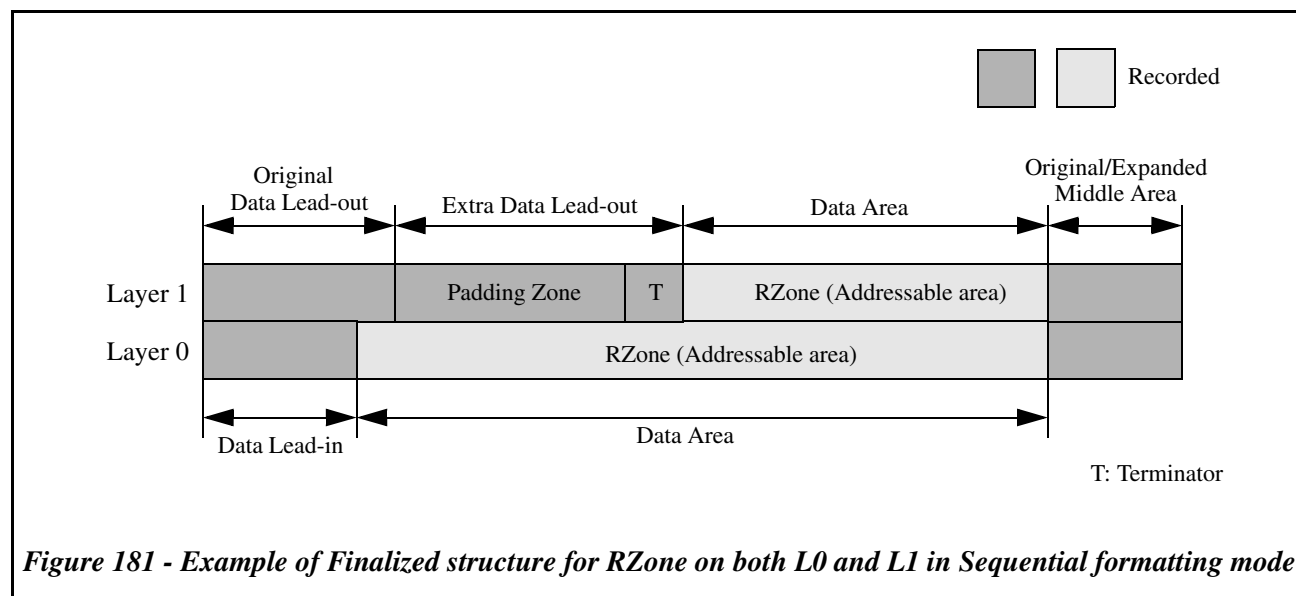 Recorded
Original
Data Lead-out
Extra Data Lead-out
Data Area
Original/Expanded
Middle Area
Layer 1
Padding Zone
T
RZone (Addressable area)
Layer 0
RZone (Addressable area)
Data Lead-in
Data Area
T: Terminator
Figure 181 - Example of Finalized structure for RZone on both L0 and L1 in Sequential formatting mode